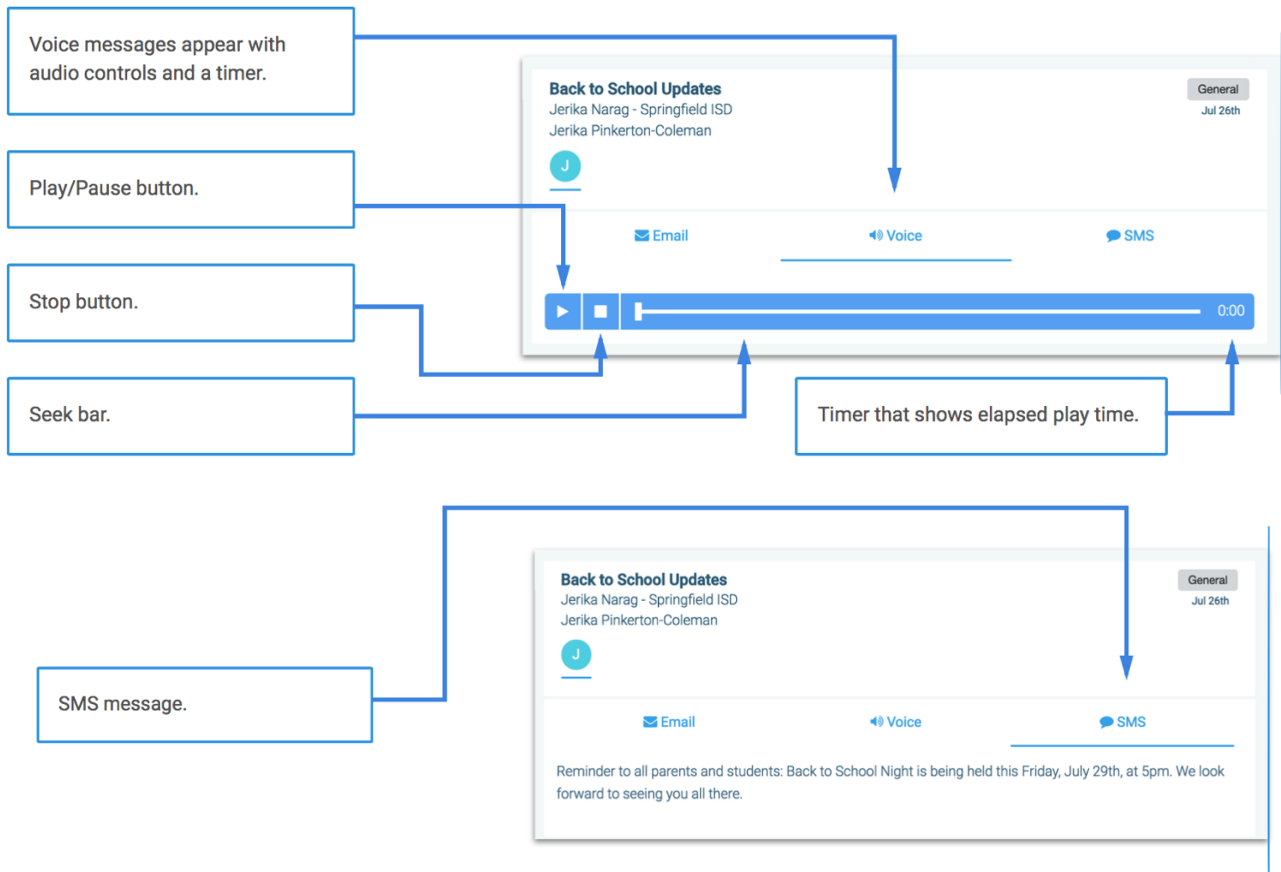 Voice messages appear with
audio controls and a timer.
Back to School Updates
General
Jerika Narag - Springfield ISD
Jul 26th
Jerika Pinkerton-Coleman
J
Play/Pause button.
Email
Voice
SMS
Stop button.
0:00
Seek bar.
Timer that shows elapsed play time.
Back to School Updates
General
Jerika Narag - Springfield ISD
Jul 26th
Jerika Pinkerton-Coleman
J
SMS message.
Email
Voice
SMS
Reminder to all parents and students: Back to School Night is being held this Friday, July 29th, at 5pm. We look
forward to seeing you all there.